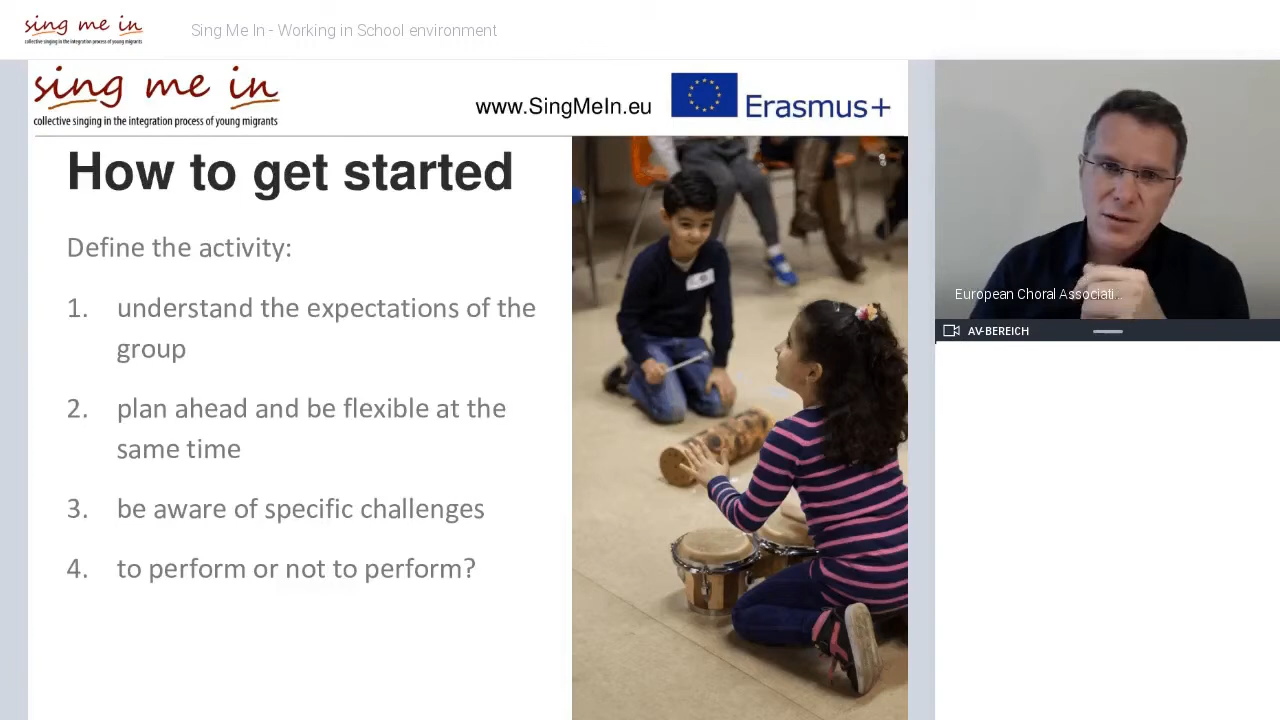 sing me in
collective singing in the integration process of young migrants
Sing Me In - Working in School environment
sing me in
collective singing in the integration process of young migrants
www.SingMeIn.eu
Erasmus+
How to get started
Define the activity:
1. understand the expectations of the
group
2. plan ahead and be flexible at the
same time
3. be aware of specific challenges
4. to perform or not to perform?
European Choral Associati...
AV-BEREICH